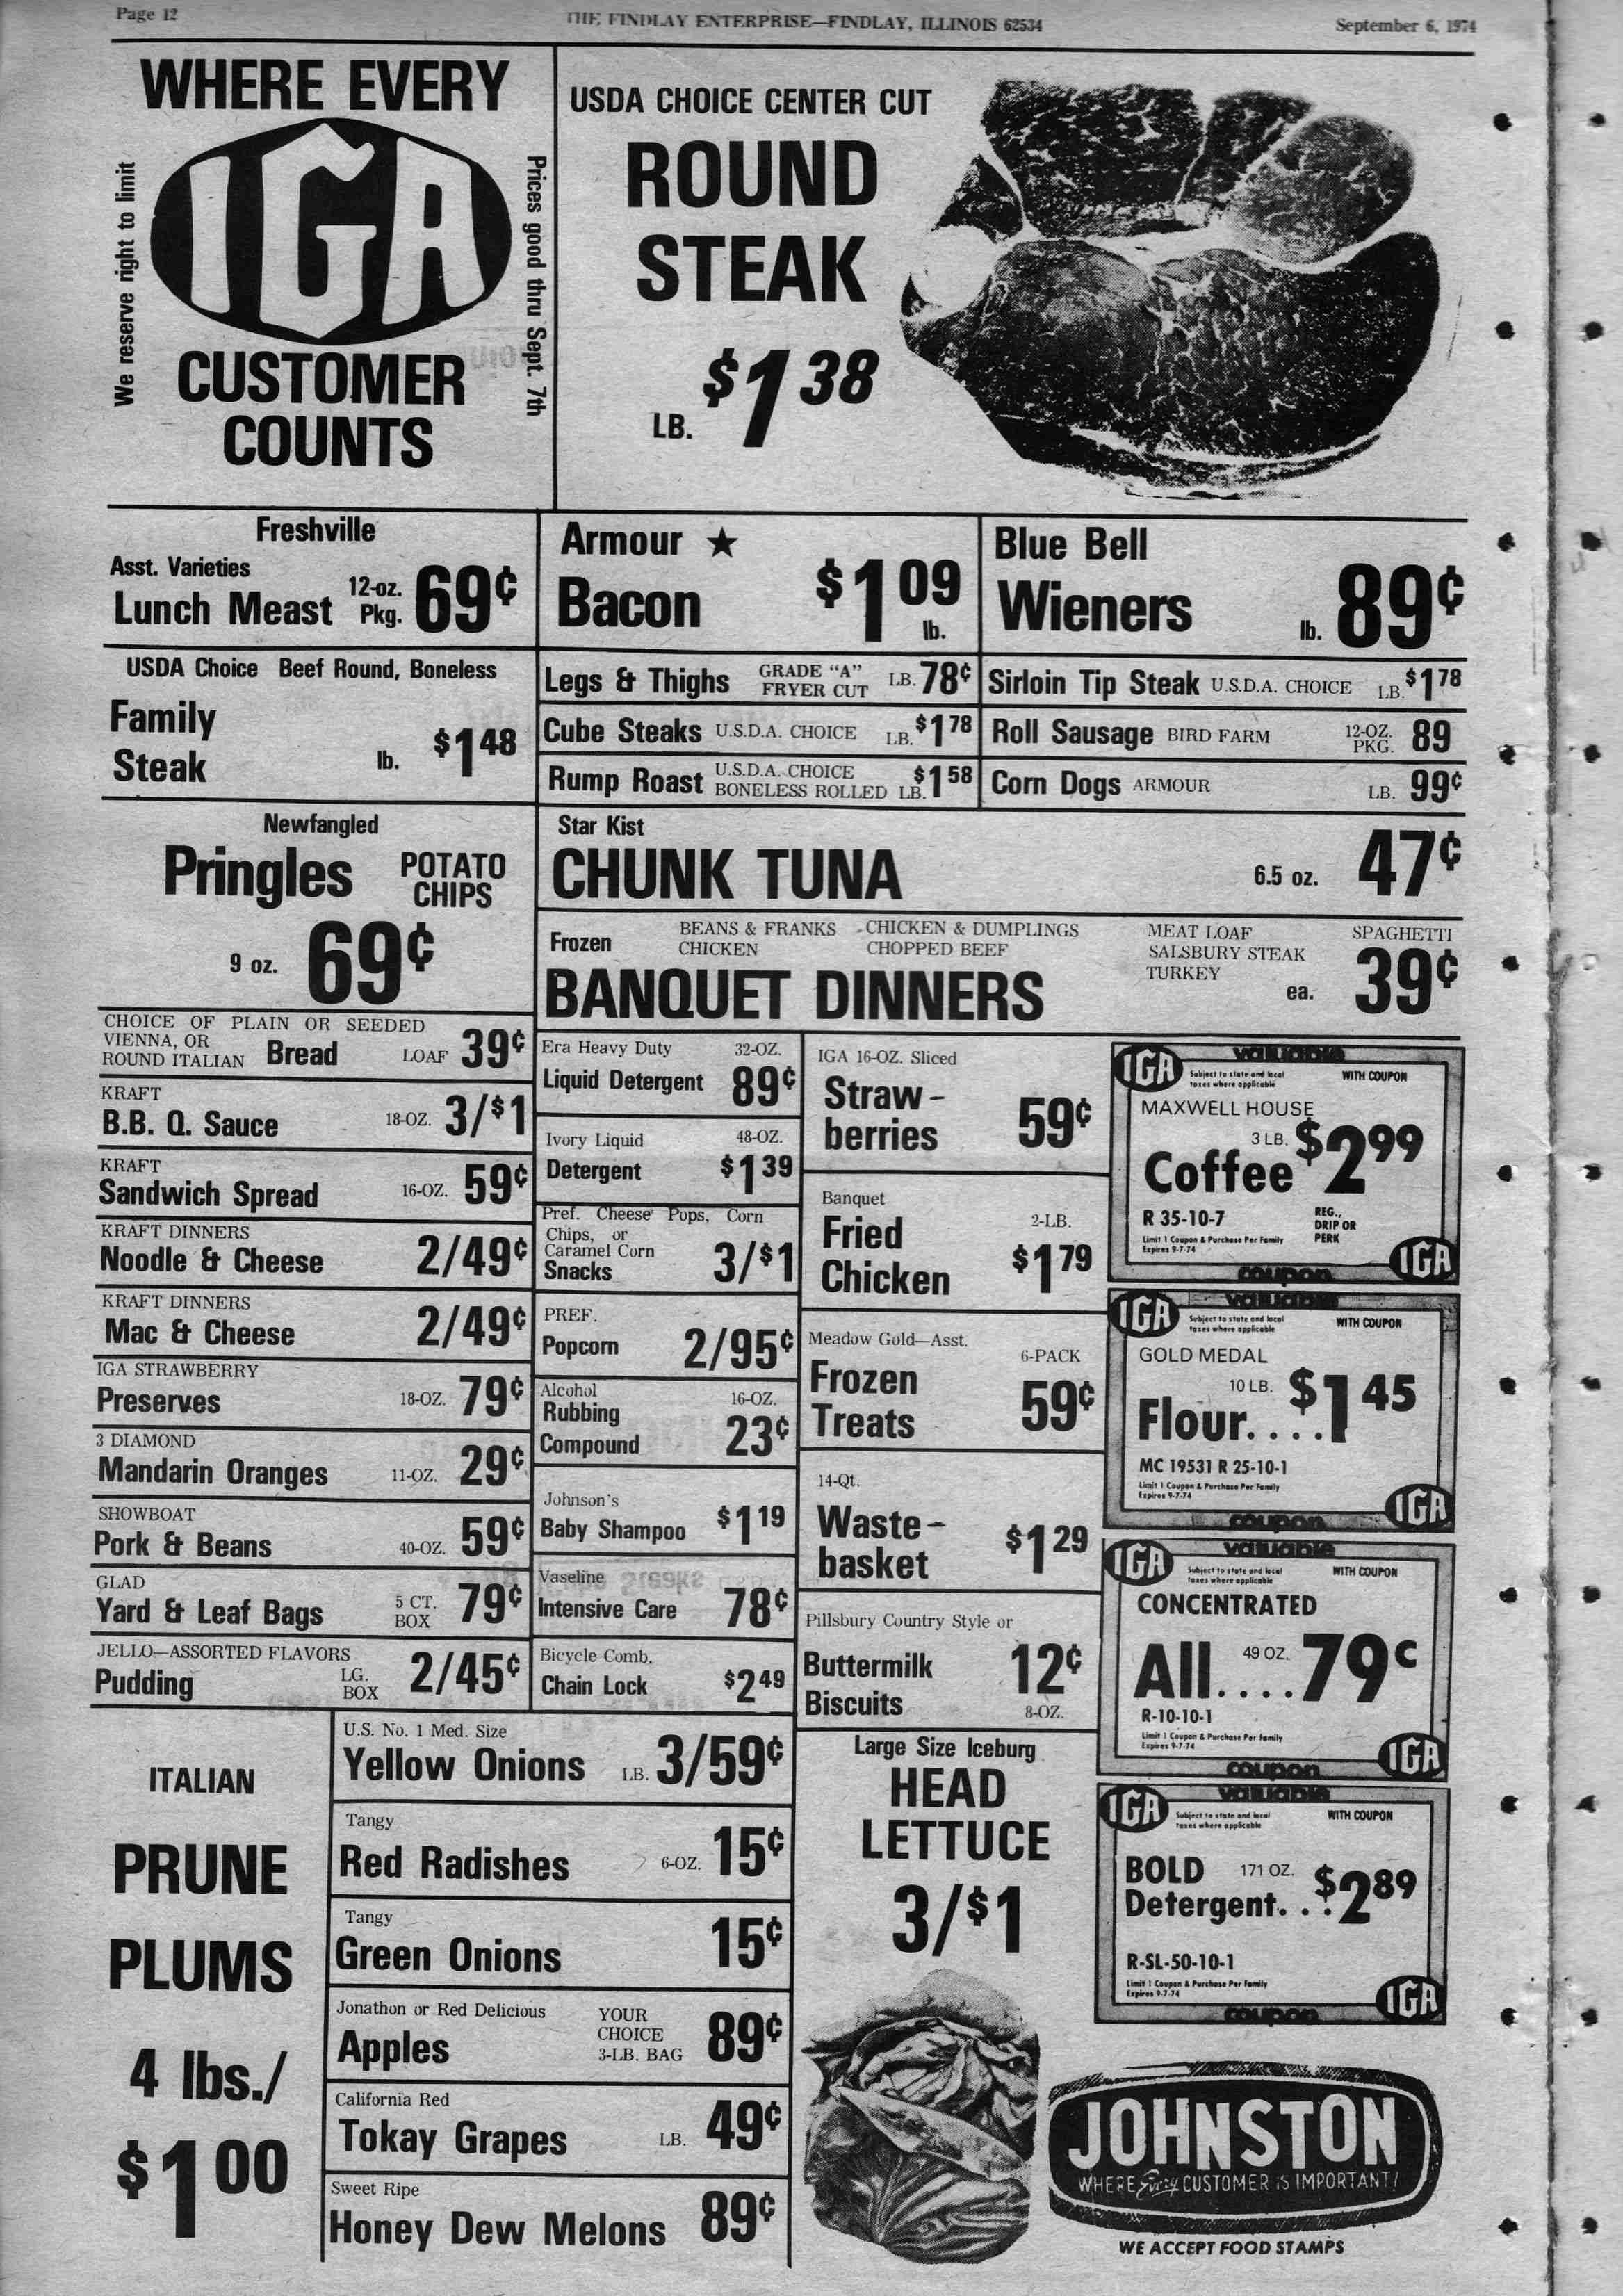 Page 12
THE FINDLAY ENTERPRISE—FINDLAY, ILLINOIS 62534
September 6, 1974
WHERE EVERY
IGA
CUSTOMER
COUNTS
We reserve right to limit
Prices good thru Sept. 7th
USDA CHOICE CENTER CUT
ROUND
STEAK
LB. $1 38
Freshville
Asst. Varieties
Lunch Meast 12-oz. Pkg. 69¢
Armour ★
Bacon $1 09 lb.
Blue Bell
Wieners lb. 89¢
USDA Choice Beef Round, Boneless
Family
Steak lb. $1 48
Legs & Thighs GRADE "A" FRYER CUT LB. 78¢
Cube Steaks U.S.D.A. CHOICE LB. $1 78
Rump Roast U.S.D.A. CHOICE BONELESS ROLLED LB. $1 58
Sirloin Tip Steak U.S.D.A. CHOICE LB. $1 78
Roll Sausage BIRD FARM 12-OZ. PKG. 89
Corn Dogs ARMOUR LB. 99¢
Newfangled
Pringles POTATO CHIPS
9 oz. 69¢
Star Kist
CHUNK TUNA 6.5 oz. 47¢
Frozen
BEANS & FRANKS CHICKEN & DUMPLINGS MEAT LOAF SPAGHETTI
CHICKEN CHOPPED BEEF SALSBURY STEAK
TURKEY
BANQUET DINNERS ea. 39¢
CHOICE OF PLAIN OR SEEDED
VIENNA, OR
ROUND ITALIAN Bread LOAF 39¢
KRAFT
B.B. Q. Sauce 18-OZ. 3/$1
KRAFT
Sandwich Spread 16-OZ. 59¢
KRAFT DINNERS
Noodle & Cheese 2/49¢
KRAFT DINNERS
Mac & Cheese 2/49¢
IGA STRAWBERRY
Preserves 18-OZ. 79¢
3 DIAMOND
Mandarin Oranges 11-OZ. 29¢
SHOWBOAT
Pork & Beans 40-OZ. 59¢
GLAD
Yard & Leaf Bags 5 CT. BOX 79¢
JELLO—ASSORTED FLAVORS
Pudding LG. BOX 2/45¢
Era Heavy Duty 32-OZ.
Liquid Detergent 89¢
Ivory Liquid 48-OZ.
Detergent $1 39
Pref. Cheese Pops, Corn
Chips, or
Caramel Corn
Snacks 3/$1
PREF.
Popcorn 2/95¢
Alcohol 16-OZ.
Rubbing
Compound 23¢
Johnson's
Baby Shampoo $1 19
Vaseline
Intensive Care 78¢
Bicycle Comb.
Chain Lock $2 49
IGA 16-OZ. Sliced
Straw-
berries 59¢
Banquet
Fried 2-LB.
Chicken $1 79
Meadow Gold—Asst.
Frozen 6-PACK
Treats 59¢
14-Qt.
Waste-
basket $1 29
Pillsbury Country Style or
Buttermilk 12¢
Biscuits 8-OZ.
IGA valuable
Subject to state and local
taxes where applicable
WITH COUPON
MAXWELL HOUSE
3 LB.
Coffee $2 99
R 35-10-7
REG., DRIP OR PERK
Limit 1 Coupon & Purchase Per Family
Expires 9-7-74
coupon IGA
IGA valuable
Subject to state and local
taxes where applicable
WITH COUPON
GOLD MEDAL
10 LB.
Flour.... $1 45
MC 19531 R 25-10-1
Limit 1 Coupon & Purchase Per Family
Expires 9-7-74
coupon IGA
IGA valuable
Subject to state and local
taxes where applicable
WITH COUPON
CONCENTRATED
49 OZ.
All.... 79¢
R-10-10-1
Limit 1 Coupon & Purchase Per Family
Expires 9-7-74
coupon IGA
IGA valuable
Subject to state and local
taxes where applicable
WITH COUPON
BOLD 171 OZ.
Detergent... $2 89
R-SL-50-10-1
Limit 1 Coupon & Purchase Per Family
Expires 9-7-74
coupon IGA
ITALIAN
PRUNE
PLUMS
4 lbs./
$1 00
U.S. No. 1 Med. Size
Yellow Onions LB. 3/59¢
Tangy
Red Radishes 6-OZ. 15¢
Tangy
Green Onions 15¢
Jonathon or Red Delicious
Apples YOUR CHOICE 3-LB. BAG 89¢
California Red
Tokay Grapes LB. 49¢
Sweet Ripe
Honey Dew Melons 89¢
Large Size Iceburg
HEAD
LETTUCE
3/$1
JOHNSTON
WHERE Every CUSTOMER IS IMPORTANT!
WE ACCEPT FOOD STAMPS